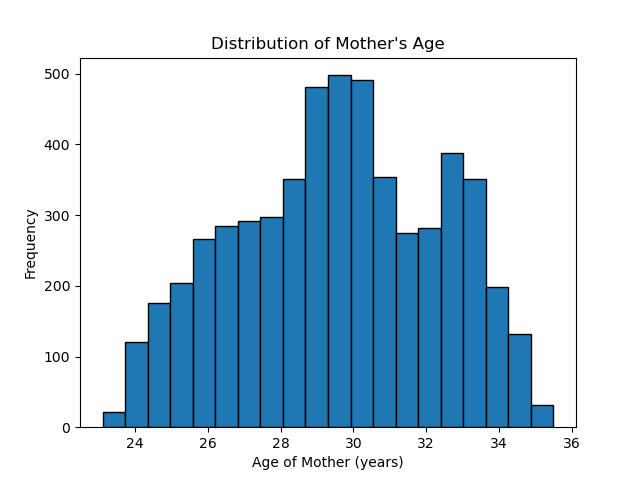 Distribution of Mother's Age
500
400
300
200
100
0
Frequency
24 26 28 30 32 34 36
Age of Mother (years)